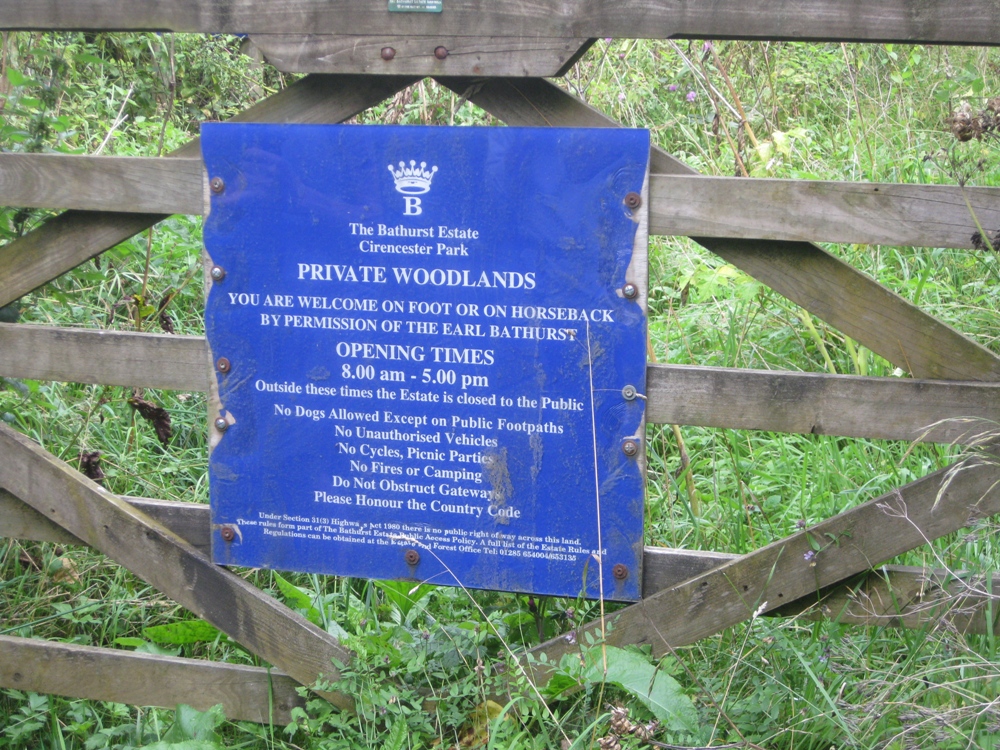 B
The Bathurst Estate
Cirencester Park
PRIVATE WOODLANDS
YOU ARE WELCOME ON FOOT OR ON HORSEBACK
BY PERMISSION OF THE EARL BATHURST
OPENING TIMES
8.00 am - 5.00 pm
Outside these times the Estate is closed to the Public
No Dogs Allowed Except on Public Footpaths
No Unauthorised Vehicles
No Cycles, Picnic Parties
No Fires or Camping
Do Not Obstruct Gateways
Please Honour the Country Code
Under Section 31(3) Highways Act 1980 there is no public right of way across this land.
These rules form part of The Bathurst Estate Public Access Policy. A full list of the Estate Rules and
Regulations can be obtained at the Estate and Forest Office Tel: 01285